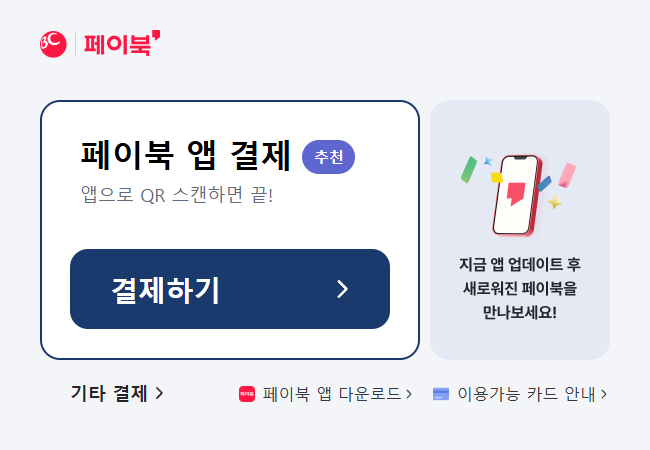 BC 페이북
페이북 앱 결제 추천
앱으로 QR 스캔하면 끝!
결제하기
지금 앱 업데이트 후
새로워진 페이북을
만나보세요!
기타 결제
페이북 페이북 앱 다운로드
이용가능 카드 안내